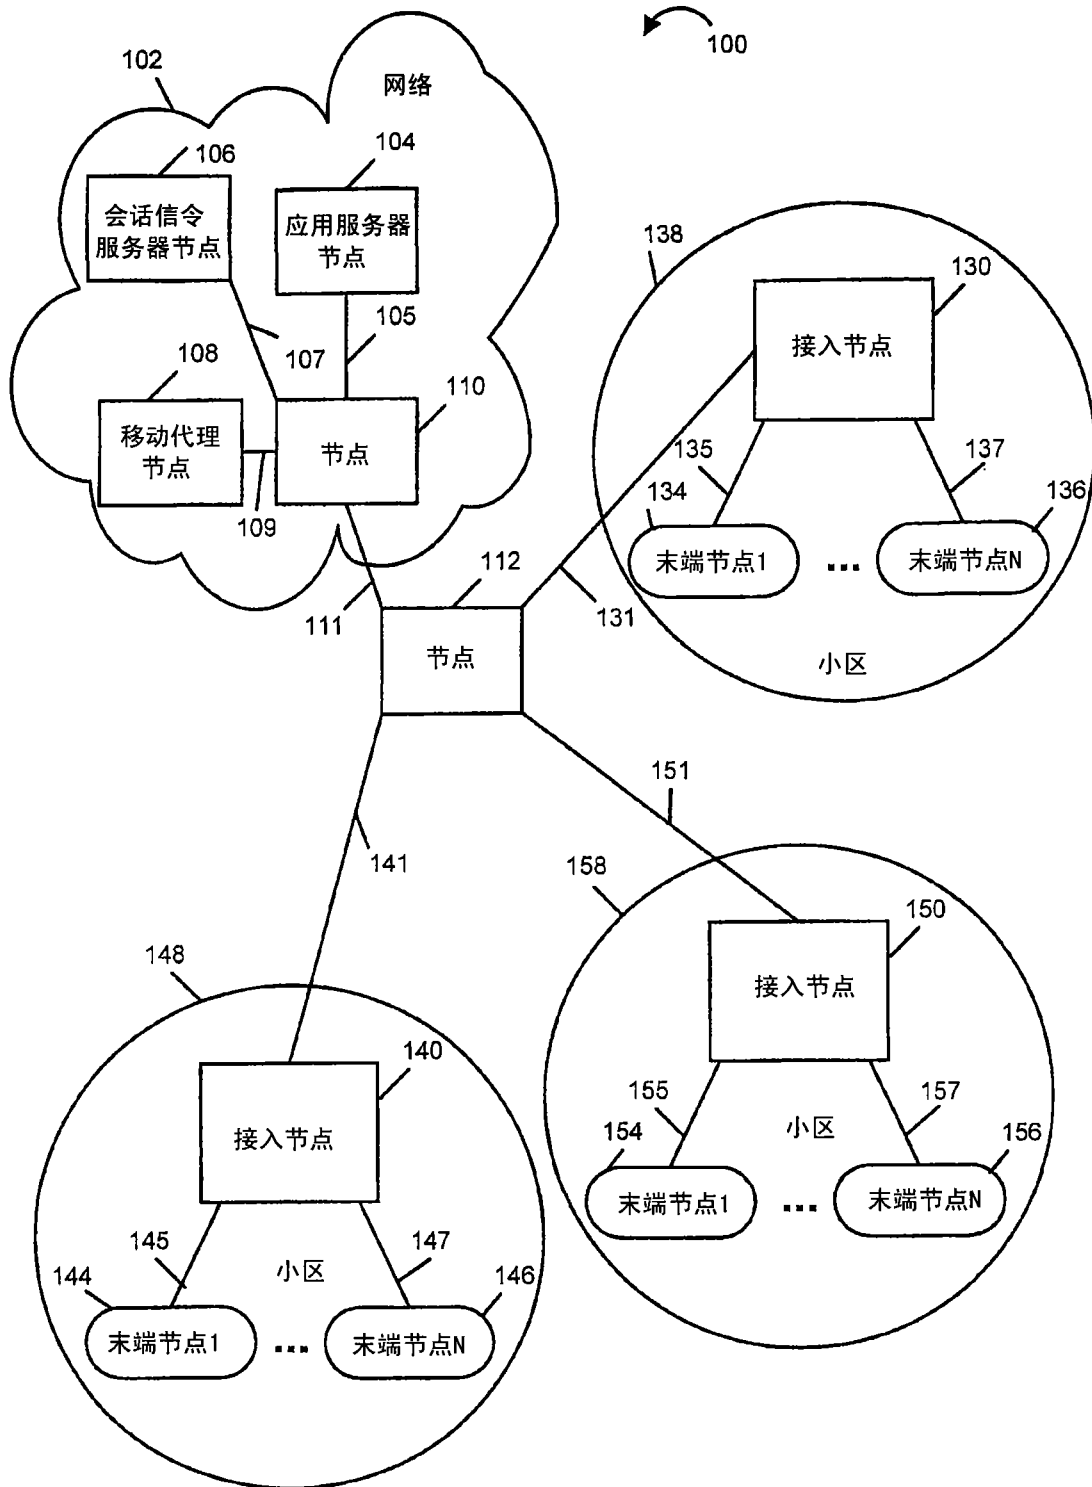 100
102
网络
106
104
会话信令
服务器节点
应用服务器
节点
138
130
105
107
接入节点
108
110
移动代理
节点
节点
135
137
134
136
109
末端节点1
...
末端节点N
112
111
131
节点
小区
151
141
158
150
148
接入节点
140
155
157
小区
154
156
接入节点
末端节点1
...
末端节点N
145
147
小区
144
146
末端节点1
...
末端节点N